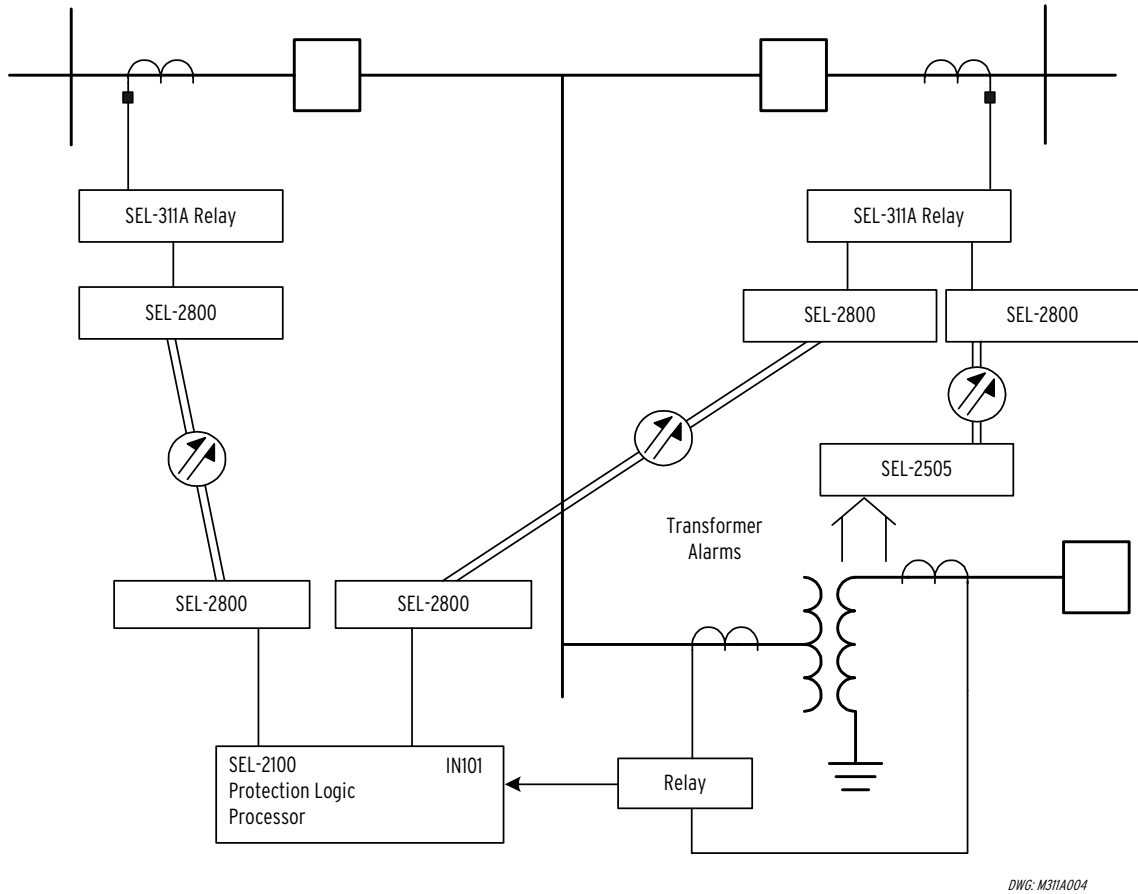 SEL-311A Relay
SEL-311A Relay
SEL-2800
SEL-2800
SEL-2800
SEL-2505
Transformer
Alarms
SEL-2800
SEL-2800
SEL-2100
IN101
Protection Logic
Processor
Relay
DWG: M311A004